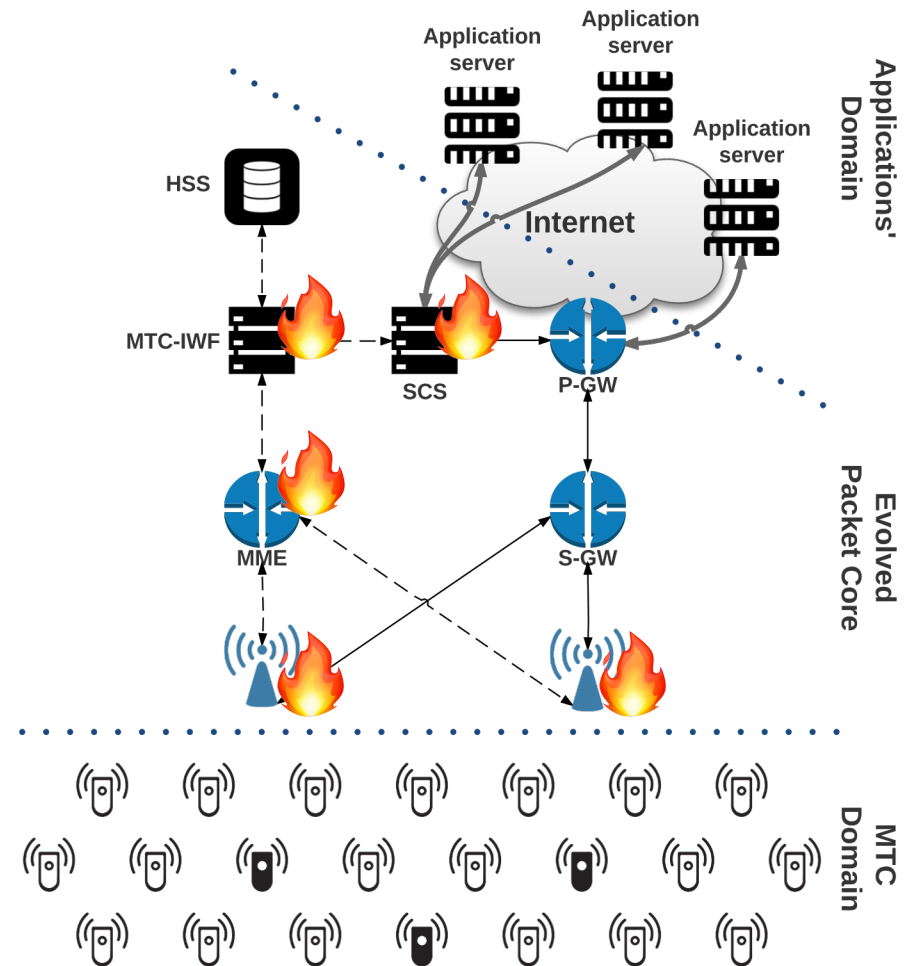 Application
server
Application
server
Application
server
Applications'
Domain
HSS
Internet
MTC-IWF
SCS
P-GW
MME
S-GW
Evolved
Packet Core
MTC
Domain